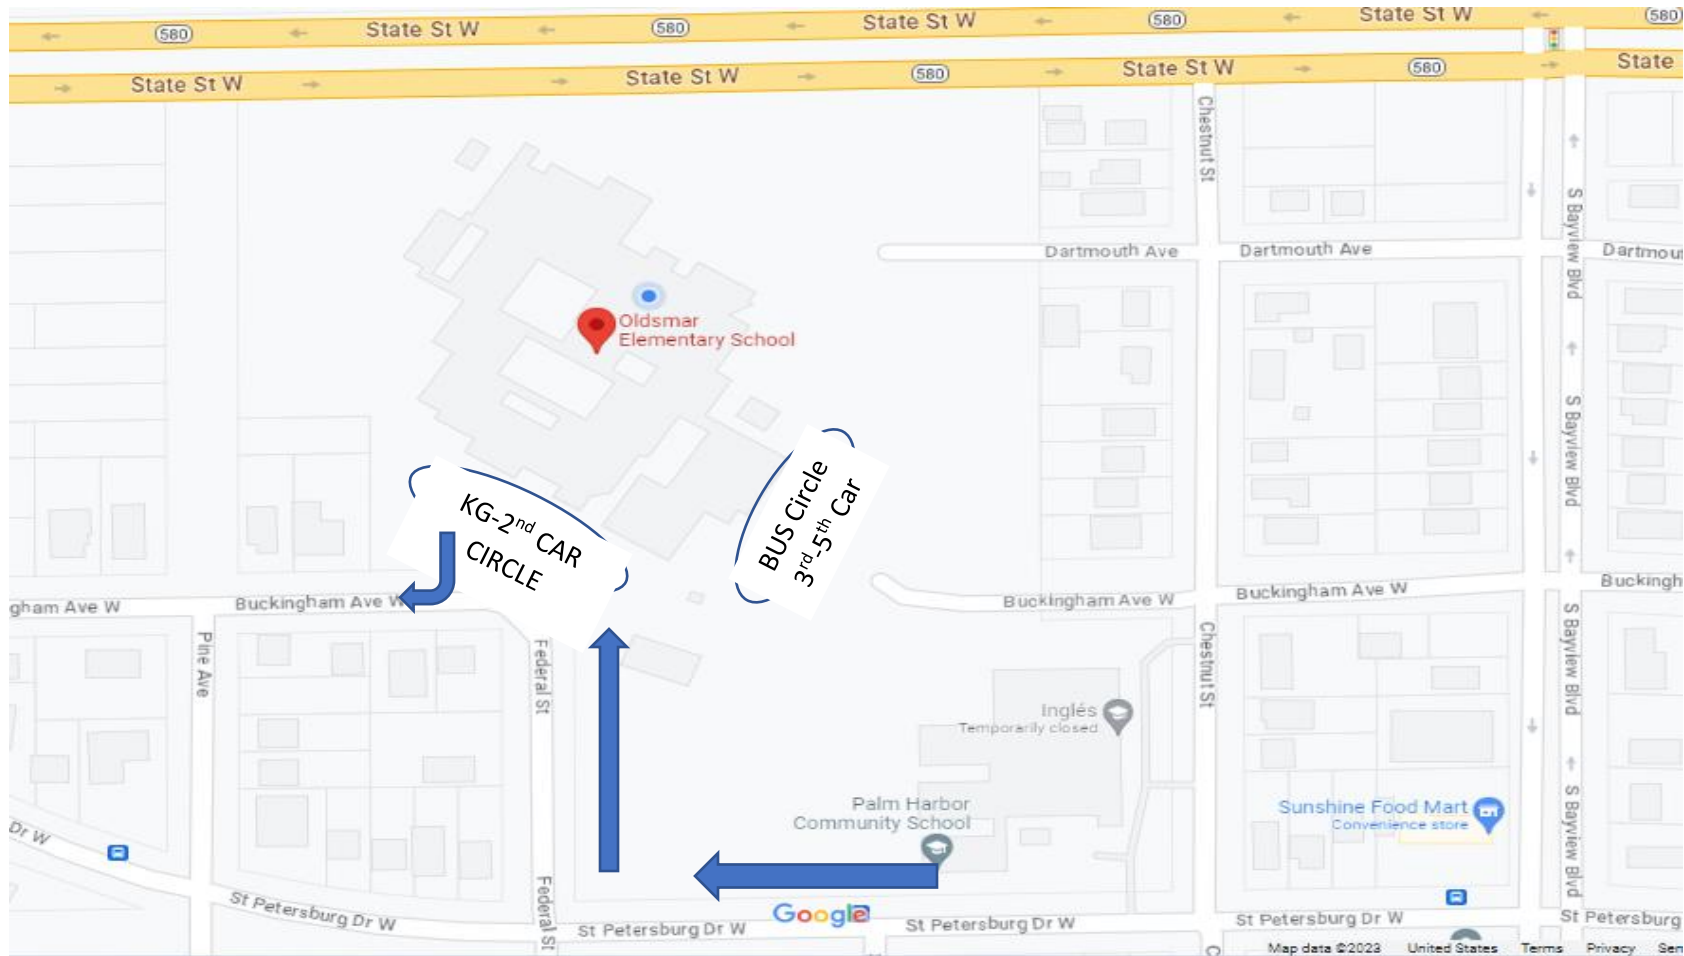 580
State St W
580
State St W
580
State St W
580
State St W
State St W
580
State St W
580
State
Chestnut St
S Bayview Blvd
Dartmouth Ave
Dartmouth Ave
Dartmou
Oldsmar
Elementary School
S Bayview Blvd
KG-2nd CAR
CIRCLE
BUS Circle
3rd-5th Car
gham Ave W
Buckingham Ave W
Buckingham Ave W
Buckingham Ave W
Buckingh
Pine Ave
Federal St
Chestnut St
S Bayview Blvd
Inglés
Temporarily closed
Palm Harbor
Community School
Sunshine Food Mart
Convenience store
S Bayview Blvd
Dr W
St Petersburg Dr W
Federal St
St Petersburg Dr W
Google
St Petersburg Dr W
St Petersburg Dr W
St Petersburg
C
Map data ©2023 United States Terms Privacy Sen